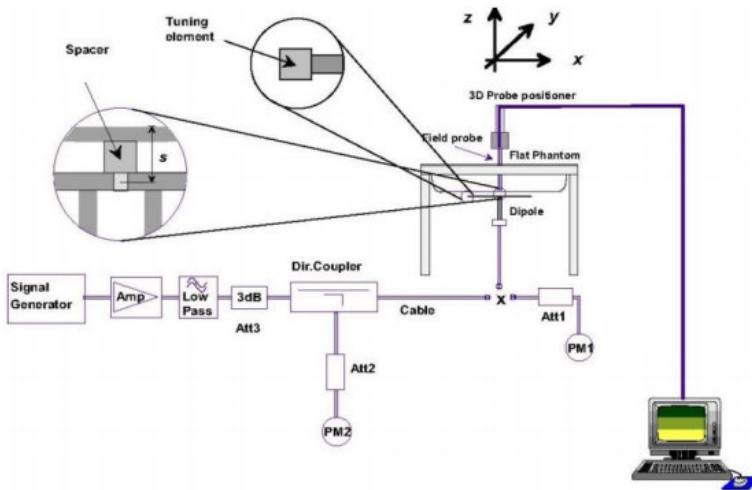 Tuning
element
Spacer
s
z
y
x
3D Probe positioner
Field probe
Flat Phantom
Dipole
Signal
Generator
Amp
Low
Pass
3dB
Att3
Dir.Coupler
Cable
X
Att1
PM1
Att2
PM2